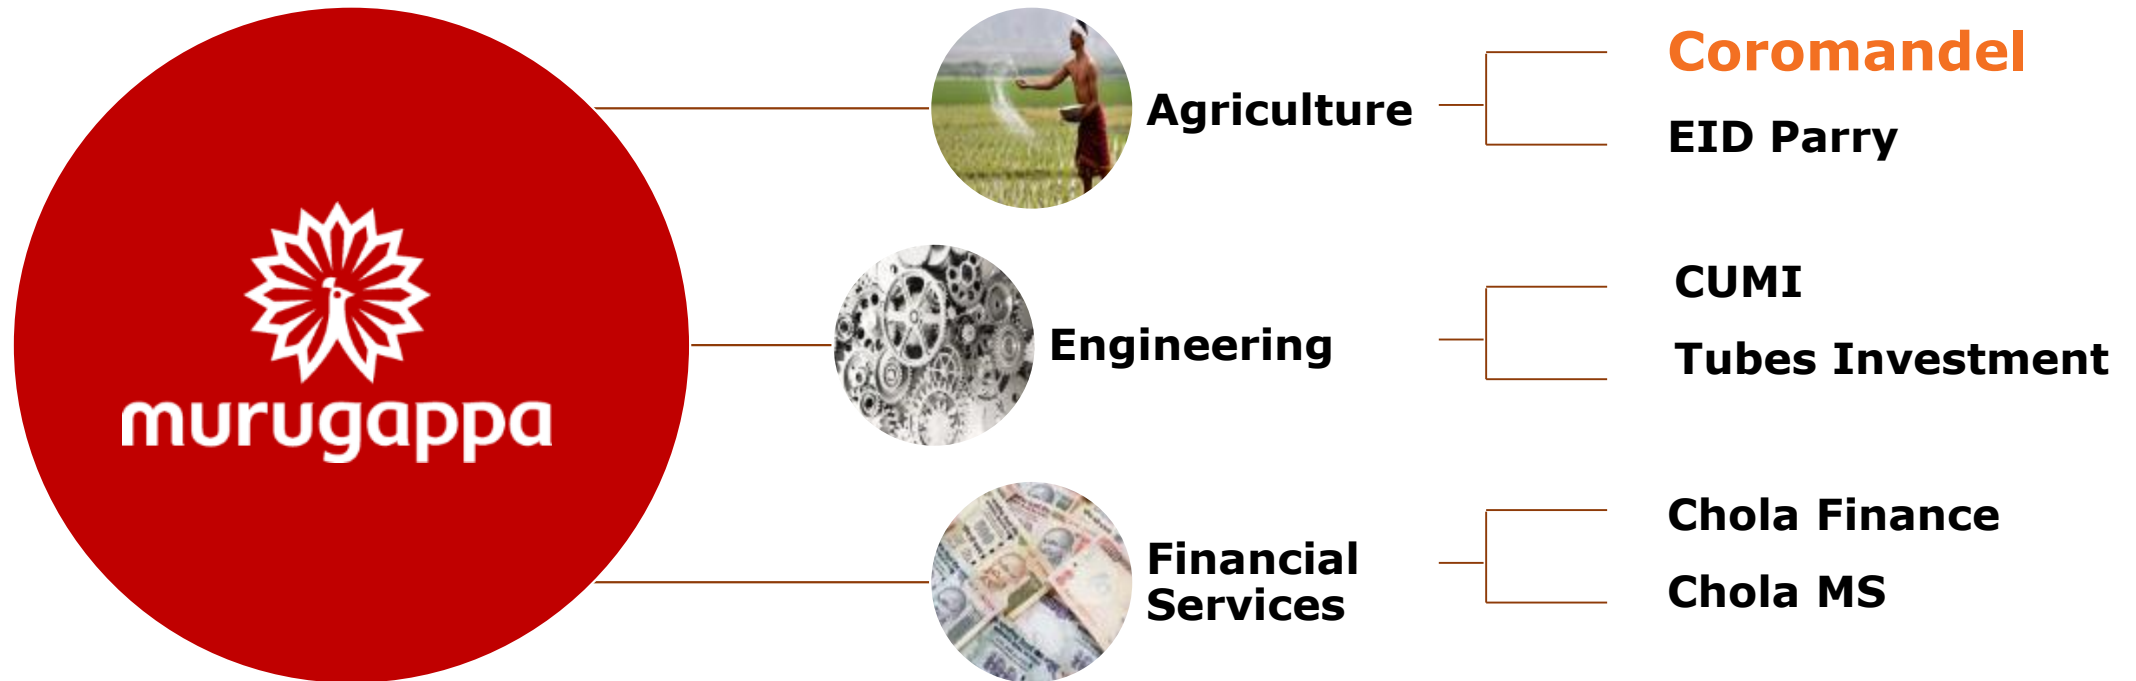 murugappa
Agriculture
Coromandel
EID Parry
Engineering
CUMI
Tubes Investment
Financial
Services
Chola Finance
Chola MS